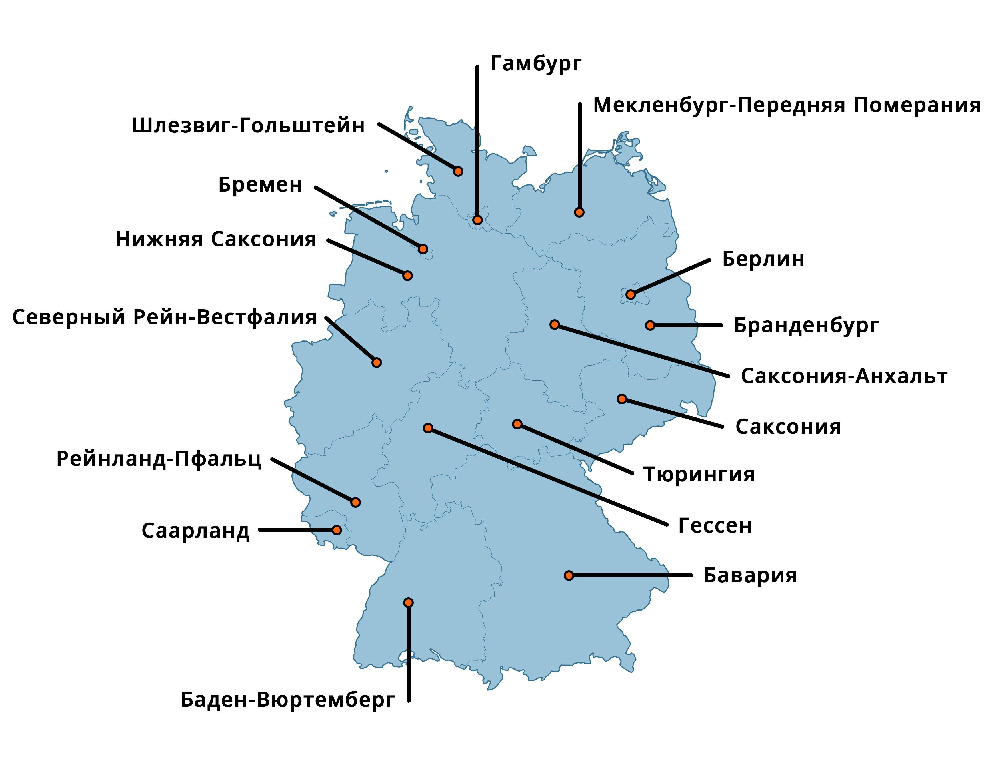 Гамбург
Мекленбург-Передняя Померания
Шлезвиг-Гольштейн
Бремен
Нижняя Саксония
Берлин
Северный Рейн-Вестфалия
Бранденбург
Саксония-Анхальт
Саксония
Рейнланд-Пфальц
Тюрингия
Гессен
Саарланд
Бавария
Баден-Вюртемберг